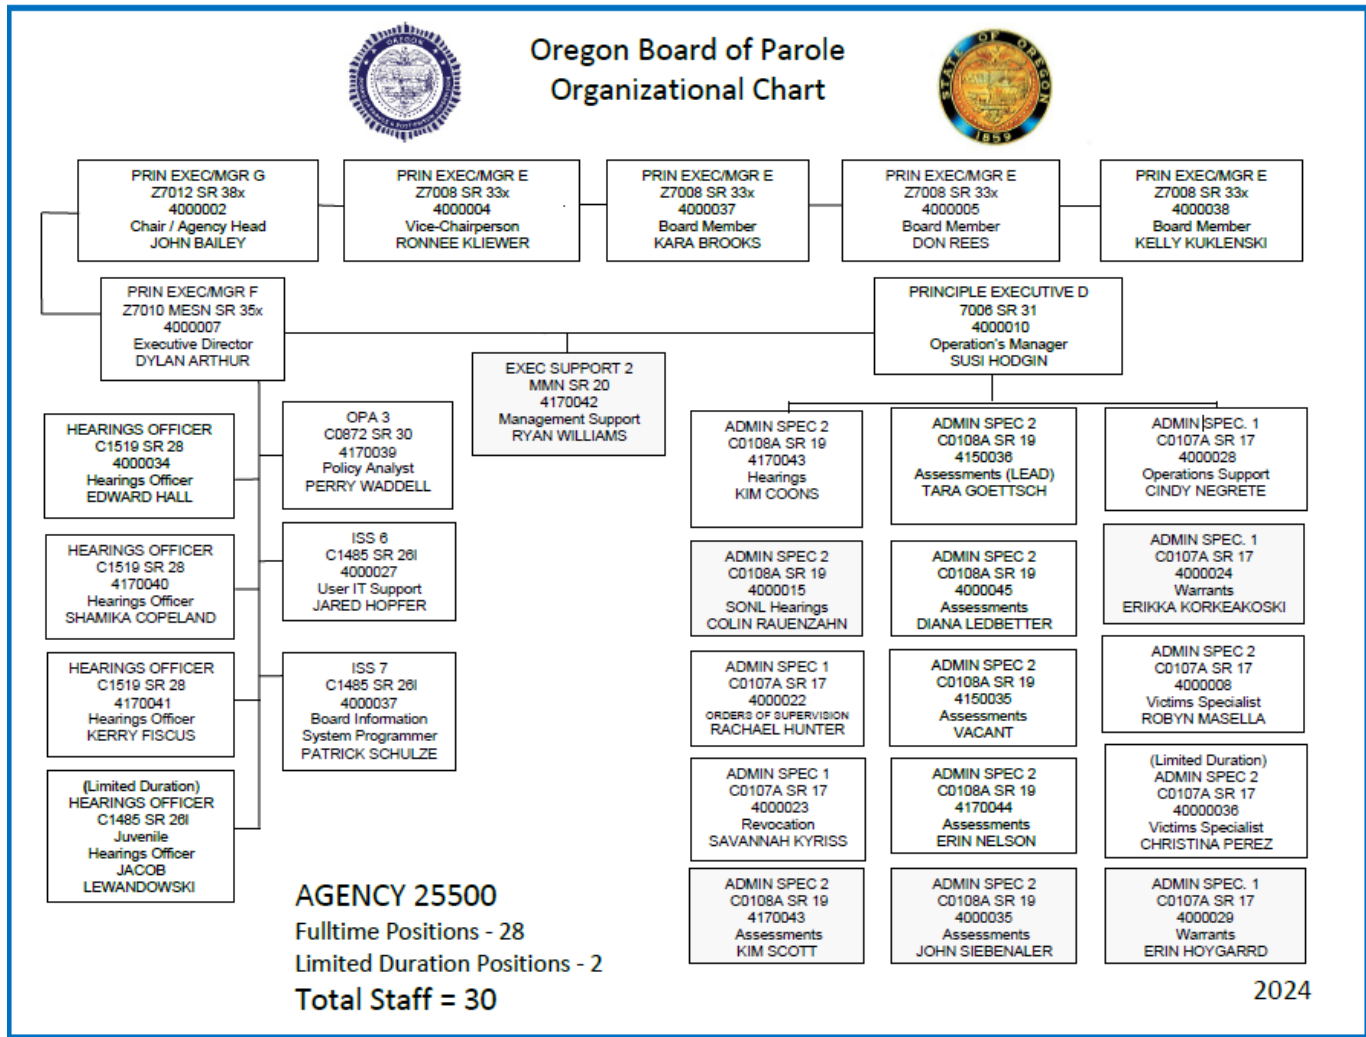 Oregon Board of Parole
Organizational Chart
OREGON
STATE OF OREGON
1859
PRIN EXEC/MGR G
Z7012 SR 38x
4000002
Chair / Agency Head
JOHN BAILEY
PRIN EXEC/MGR E
Z7008 SR 33x
4000004
Vice-Chairperson
RONNEE KLIEWER
PRIN EXEC/MGR E
Z7008 SR 33x
4000037
Board Member
KARA BROOKS
PRIN EXEC/MGR E
Z7008 SR 33x
4000005
Board Member
DON REES
PRIN EXEC/MGR E
Z7008 SR 33x
4000038
Board Member
KELLY KUKLENSKI
PRIN EXEC/MGR F
Z7010 MESN SR 35x
4000007
Executive Director
DYLAN ARTHUR
PRINCIPLE EXECUTIVE D
7006 SR 31
4000010
Operation's Manager
SUSI HODGIN
EXEC SUPPORT 2
MMN SR 20
4170042
Management Support
RYAN WILLIAMS
HEARINGS OFFICER
C1519 SR 28
4000034
Hearings Officer
EDWARD HALL
OPA 3
C0872 SR 30
4170039
Policy Analyst
PERRY WADDELL
HEARINGS OFFICER
C1519 SR 28
4170040
Hearings Officer
SHAMIKA COPELAND
ISS 6
C1485 SR 26I
4000027
User IT Support
JARED HOPFER
HEARINGS OFFICER
C1519 SR 28
4170041
Hearings Officer
KERRY FISCUS
ISS 7
C1485 SR 26I
4000037
Board Information
System Programmer
PATRICK SCHULZE
(Limited Duration)
HEARINGS OFFICER
C1485 SR 26I
Juvenile
Hearings Officer
JACOB
LEWANDOWSKI
ADMIN SPEC 2
C0108A SR 19
4170043
Hearings
KIM COONS
ADMIN SPEC 2
C0108A SR 19
4150036
Assessments (LEAD)
TARA GOETTSCH
ADMIN SPEC. 1
C0107A SR 17
4000028
Operations Support
CINDY NEGRETE
ADMIN SPEC 2
C0108A SR 19
4000015
SONL Hearings
COLIN RAUENZAHN
ADMIN SPEC 2
C0108A SR 19
4000045
Assessments
DIANA LEDBETTER
ADMIN SPEC. 1
C0107A SR 17
4000024
Warrants
ERIKKA KORKEAKOSKI
ADMIN SPEC 1
C0107A SR 17
4000022
ORDERS OF SUPERVISION
RACHAEL HUNTER
ADMIN SPEC 2
C0108A SR 19
4150035
Assessments
VACANT
ADMIN SPEC 2
C0107A SR 17
4000008
Victims Specialist
ROBYN MASELLA
ADMIN SPEC 1
C0107A SR 17
4000023
Revocation
SAVANNAH KYRISS
ADMIN SPEC 2
C0108A SR 19
4170044
Assessments
ERIN NELSON
(Limited Duration)
ADMIN SPEC 2
C0107A SR 17
40000036
Victims Specialist
CHRISTINA PEREZ
ADMIN SPEC 2
C0108A SR 19
4170043
Assessments
KIM SCOTT
ADMIN SPEC 2
C0108A SR 19
4000035
Assessments
JOHN SIEBENALER
ADMIN SPEC. 1
C0107A SR 17
4000029
Warrants
ERIN HOYGARRD
AGENCY 25500
Fulltime Positions - 28
Limited Duration Positions - 2
Total Staff = 30
2024